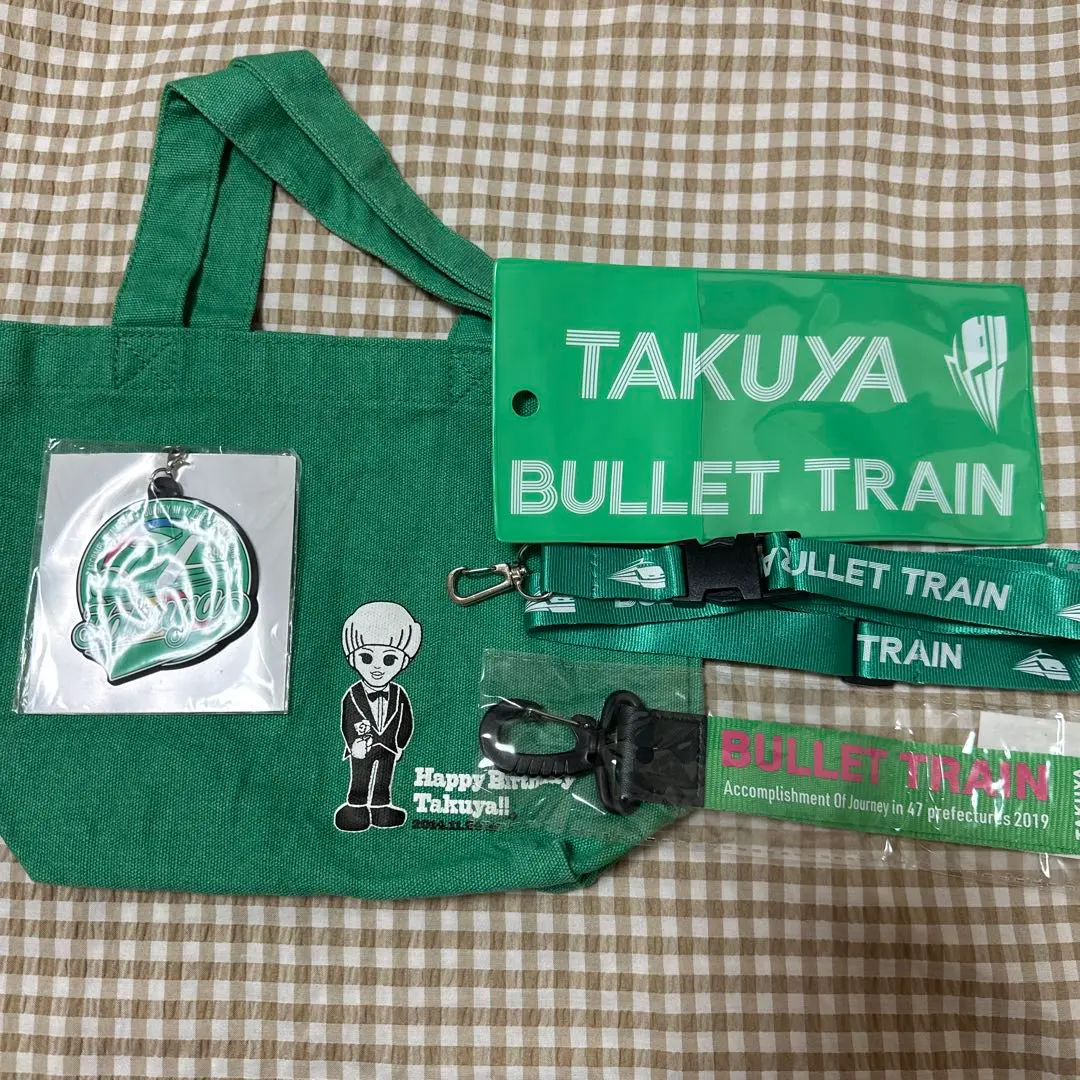 TAKUYA
BULLET TRAIN
BULLET TRAIN
TRAIN
BULLET TRAIN
Accomplishment Of Journey in 47 prefectures 2019
TAKUYA
Happy Birthday
Takuya!!